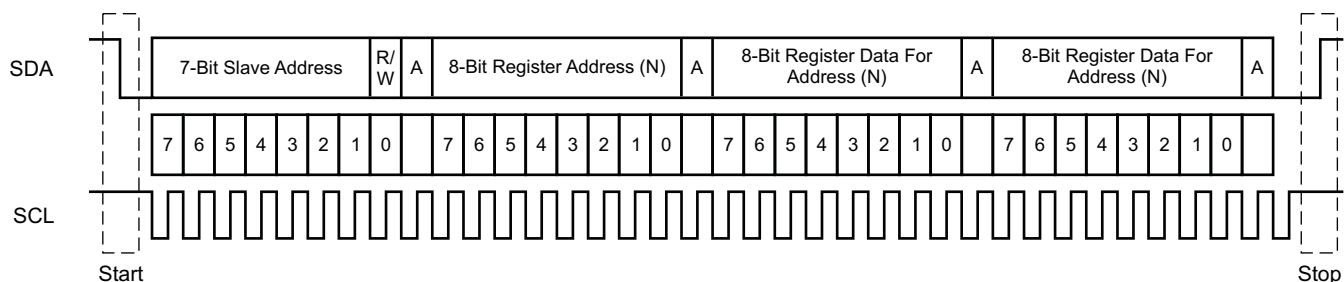 SDA
7-Bit Slave Address
R/
W
A
8-Bit Register Address (N)
A
8-Bit Register Data For
Address (N)
A
8-Bit Register Data For
Address (N)
A
7 6 5 4 3 2 1 0 7 6 5 4 3 2 1 0 7 6 5 4 3 2 1 0 7 6 5 4 3 2 1 0
SCL
Start
Stop